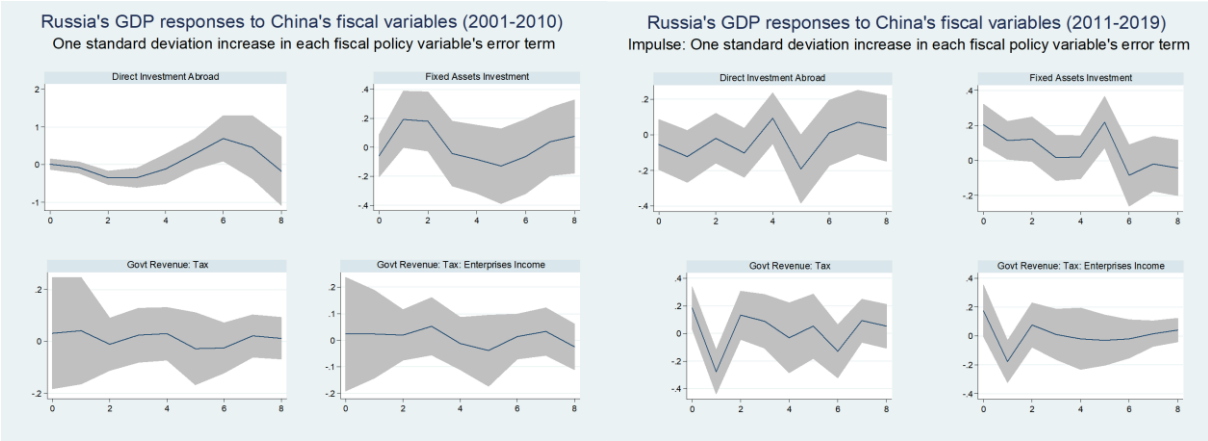 Russia's GDP responses to China's fiscal variables (2001-2010)
One standard deviation increase in each fiscal policy variable's error term
Direct Investment Abroad
2
1
0
-1
0 2 4 6 8
Fixed Assets Investment
.4
.2
0
-.2
-.4
0 2 4 6 8
Govt Revenue: Tax
.2
0
-.2
0 2 4 6 8
Govt Revenue: Tax: Enterprises Income
.2
.1
0
-.1
-.2
0 2 4 6 8
Russia's GDP responses to China's fiscal variables (2011-2019)
Impulse: One standard deviation increase in each fiscal policy variable's error term
Direct Investment Abroad
.2
0
-.2
-.4
0 2 4 6 8
Fixed Assets Investment
.4
.2
0
-.2
0 2 4 6 8
Govt Revenue: Tax
.4
.2
0
-.2
-.4
0 2 4 6 8
Govt Revenue: Tax: Enterprises Income
.4
.2
0
-.2
-.4
0 2 4 6 8